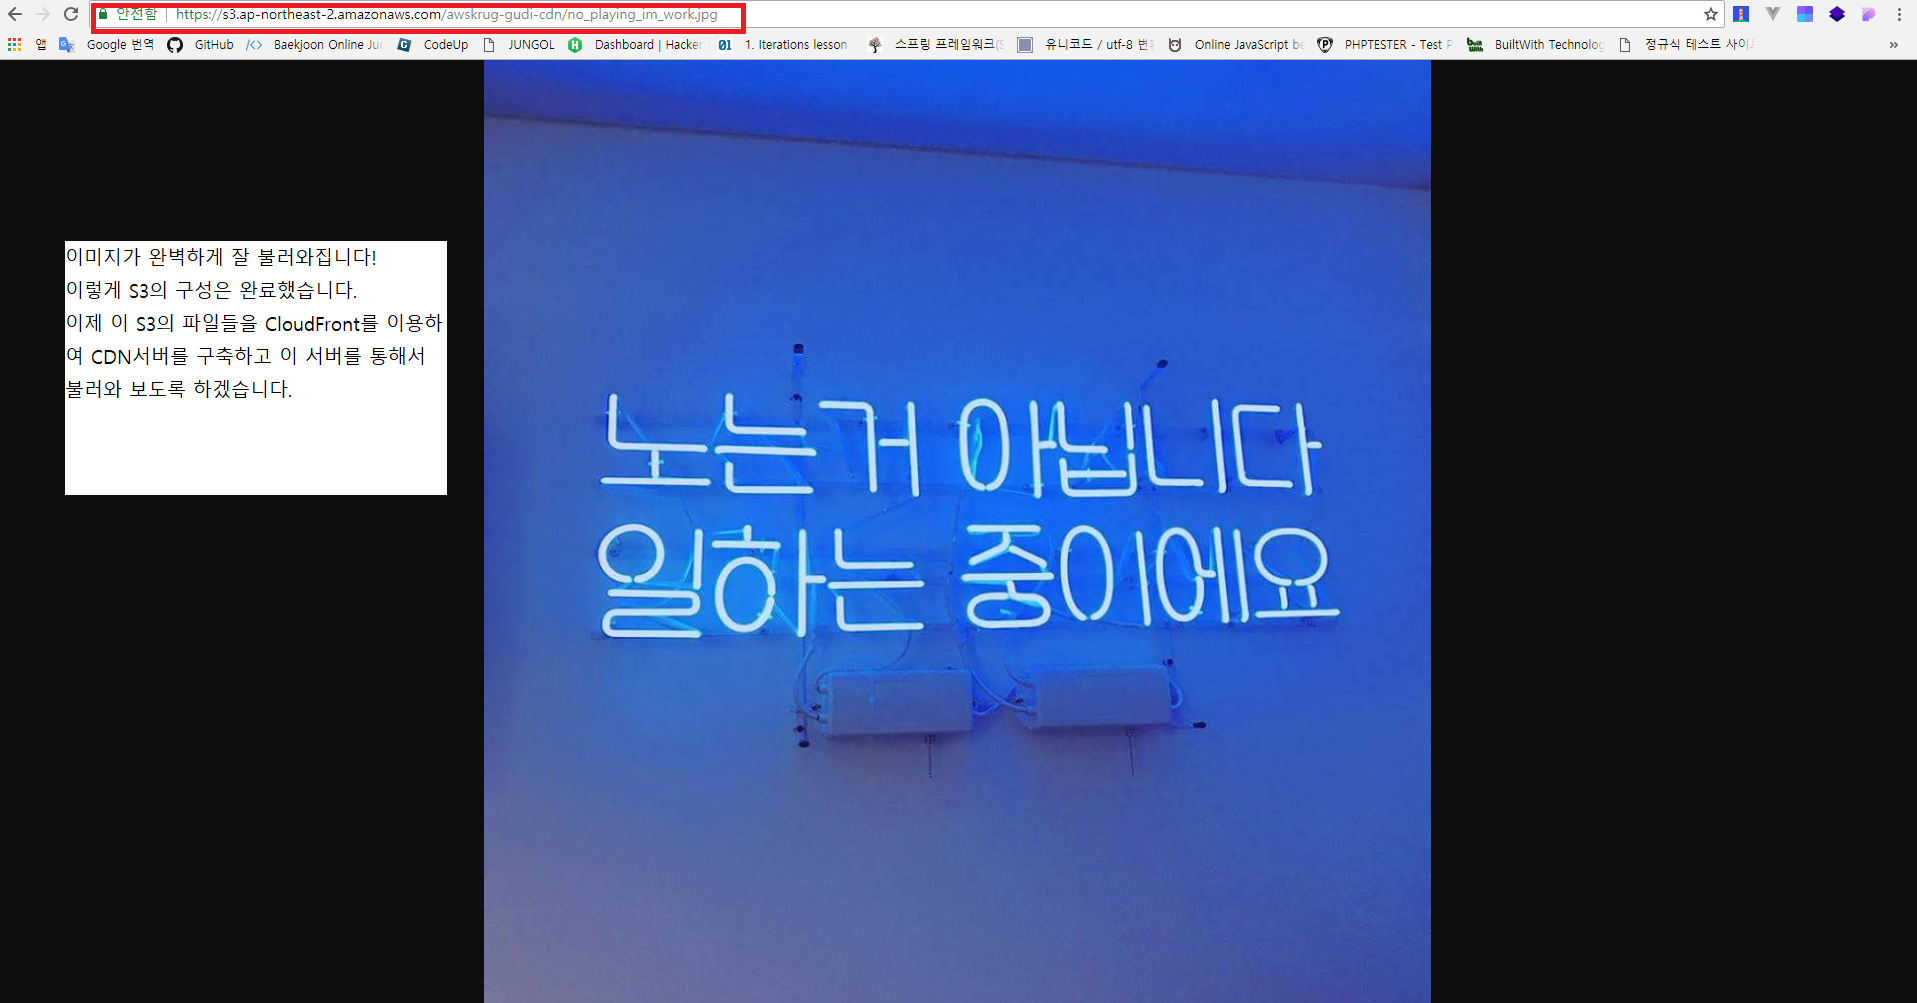 안전함 https://s3.ap-northeast-2.amazonaws.com/awskrug-gudi-cdn/no_playing_im_work.jpg
앱 Google 번역 GitHub Baekjoon Online Ju CodeUp JUNGOL Dashboard | Hacker 1. Iterations lesson 스프링 프레임워크(S 유니코드 / utf-8 변 Online JavaScript be PHPTESTER - Test P BuiltWith Technolog 정규식 테스트 사이 »
이미지가 완벽하게 잘 불러와집니다!
이렇게 S3의 구성은 완료했습니다.
이제 이 S3의 파일들을 CloudFront를 이용하
여 CDN서버를 구축하고 이 서버를 통해서
불러와 보도록 하겠습니다.
노는거 아닙니다
일하는 중이에요